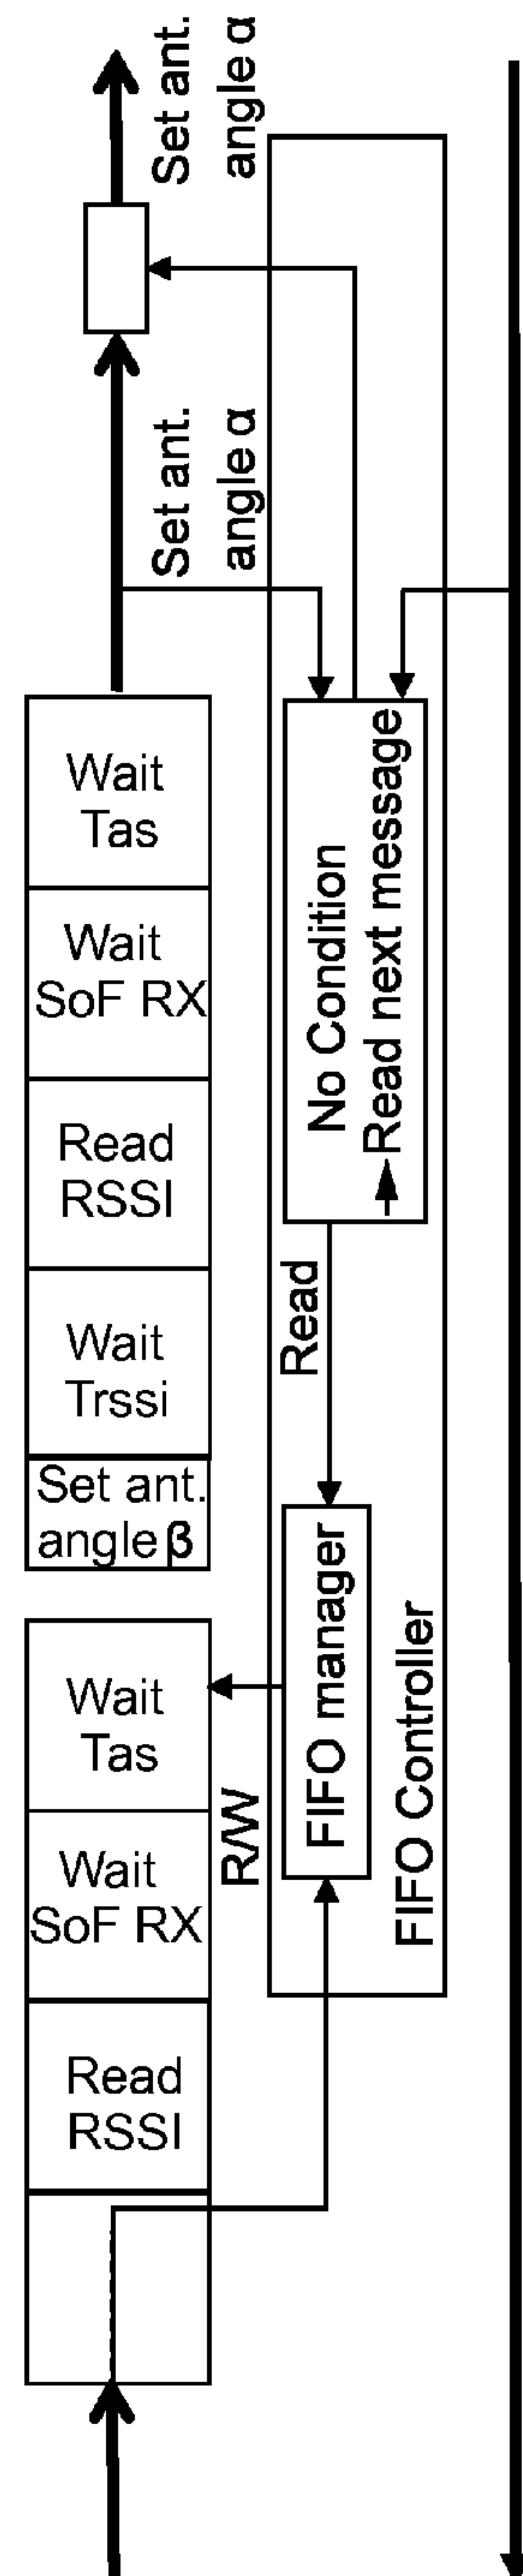 Set ant.
angle α
Set ant.
angle α
Wait
Tas
Wait
SoF RX
Read
RSSI
Wait
Trssi
Set ant.
angle β
No Condition
Read next message
Read
Wait
Tas
Wait
SoF RX
Read
RSSI
R/W
FIFO manager
FIFO Controller